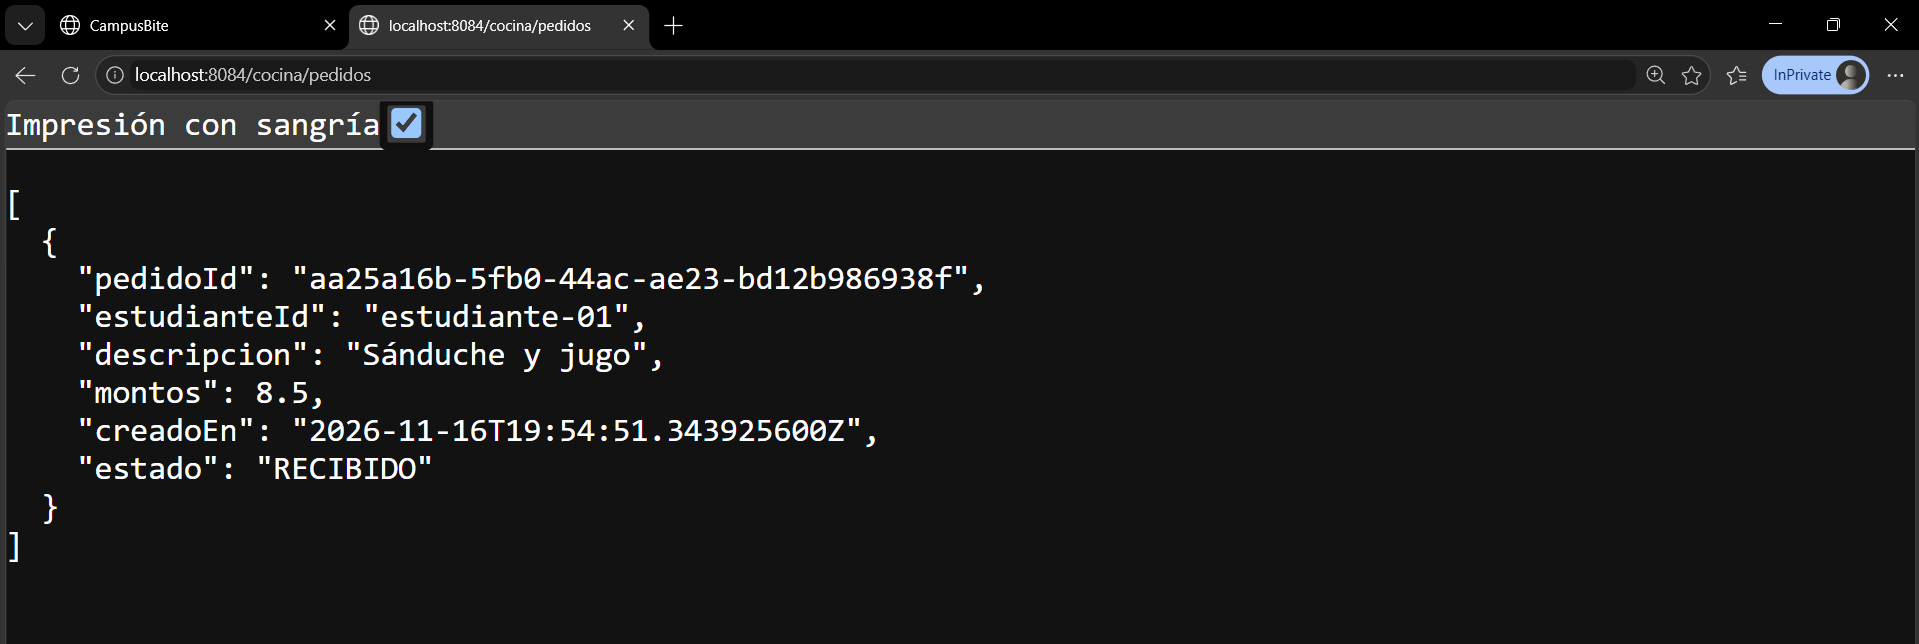 CampusBite
localhost:8084/cocina/pedidos
localhost:8084/cocina/pedidos
InPrivate
Impresión con sangría
[
  {
    "pedidoId": "aa25a16b-5fb0-44ac-ae23-bd12b986938f",
    "estudianteId": "estudiante-01",
    "descripcion": "Sánduche y jugo",
    "montos": 8.5,
    "creadoEn": "2026-11-16T19:54:51.343925600Z",
    "estado": "RECIBIDO"
  }
]